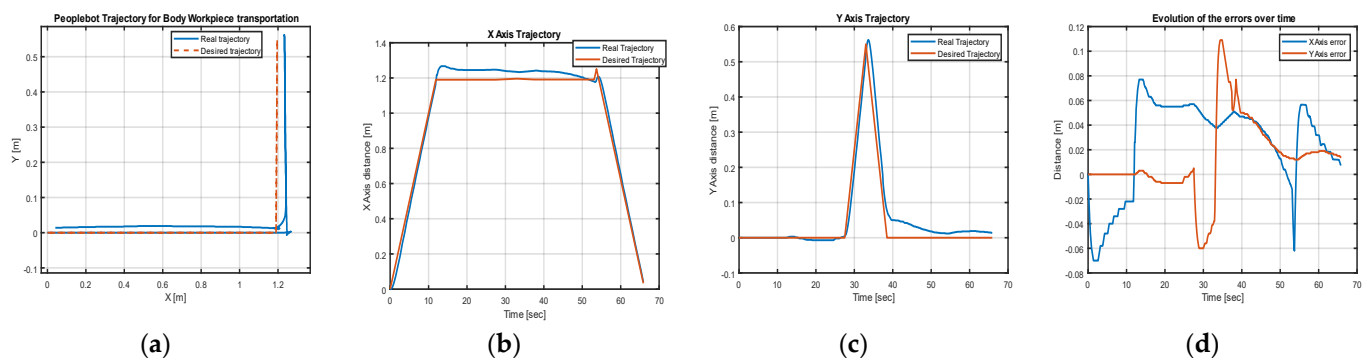 Peoplebot Trajectory for Body Workpiece transportation
Real trajectory
Desired trajectory
0.5
0.4
0.3
0.2
0.1
0
-0.1
Y [m]
0 0.2 0.4 0.6 0.8 1.0 1.2
X [m]
(a)
X Axis Trajectory
Real Trajectory
Desired Trajectory
1.4
1.2
1.0
0.8
0.6
0.4
0.2
0
X Axis distance [m]
0 10 20 30 40 50 60 70
Time [sec]
(b)
Y Axis Trajectory
Real Trajectory
Desired Trajectory
0.6
0.5
0.4
0.3
0.2
0.1
0
-0.1
Y Axis distance [m]
0 10 20 30 40 50 60 70
Time [sec]
(c)
Evolution of the errors over time
X Axis error
Y Axis error
0.12
0.10
0.08
0.06
0.04
0.02
0
-0.02
-0.04
-0.06
-0.08
Distance [m]
0 10 20 30 40 50 60 70
Time [sec]
(d)